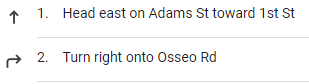 1. Head east on Adams St toward 1st St
2. Turn right onto Osseo Rd